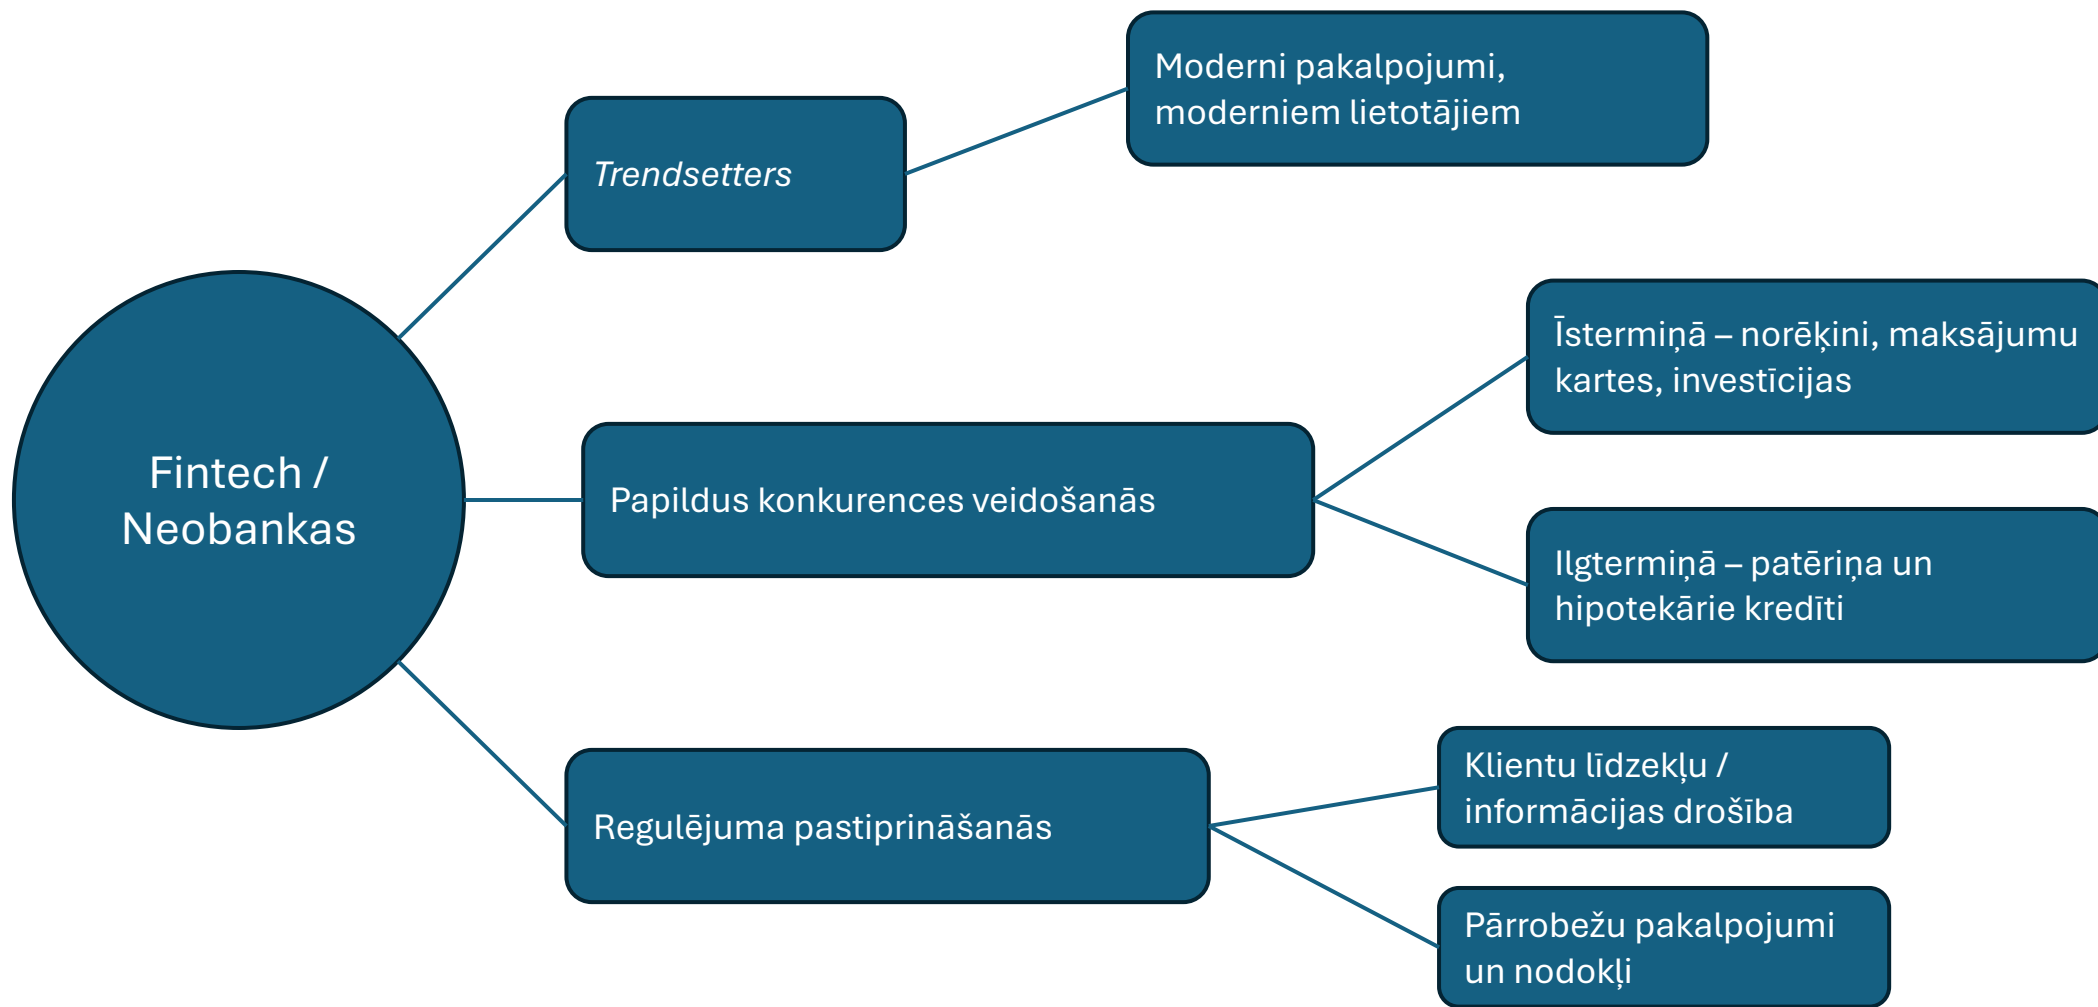 Fintech /
Neobankas
Trendsetters
Moderni pakalpojumi,
moderniem lietotājiem
Papildus konkurences veidošanās
Īstermiņā – norēķini, maksājumu
kartes, investīcijas
Ilgtermiņā – patēriņa un
hipotekārie kredīti
Regulējuma pastiprināšanās
Klientu līdzekļu /
informācijas drošība
Pārrobežu pakalpojumi
un nodokļi